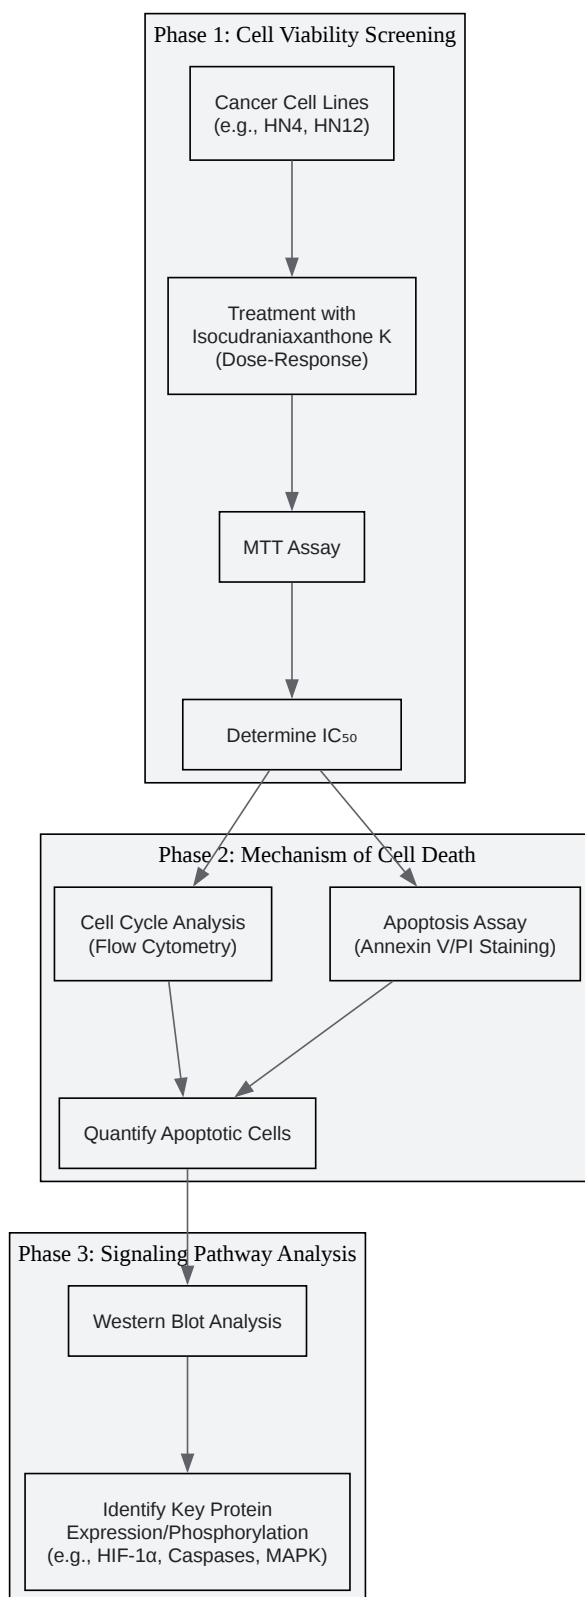 Phase 1: Cell Viability Screening
Cancer Cell Lines
(e.g., HN4, HN12)
Treatment with
Isocudraniaxanthone K
(Dose-Response)
MTT Assay
Determine IC₅₀
Phase 2: Mechanism of Cell Death
Cell Cycle Analysis
(Flow Cytometry)
Apoptosis Assay
(Annexin V/PI Staining)
Quantify Apoptotic Cells
Phase 3: Signaling Pathway Analysis
Western Blot Analysis
Identify Key Protein
Expression/Phosphorylation
(e.g., HIF-1α, Caspases, MAPK)